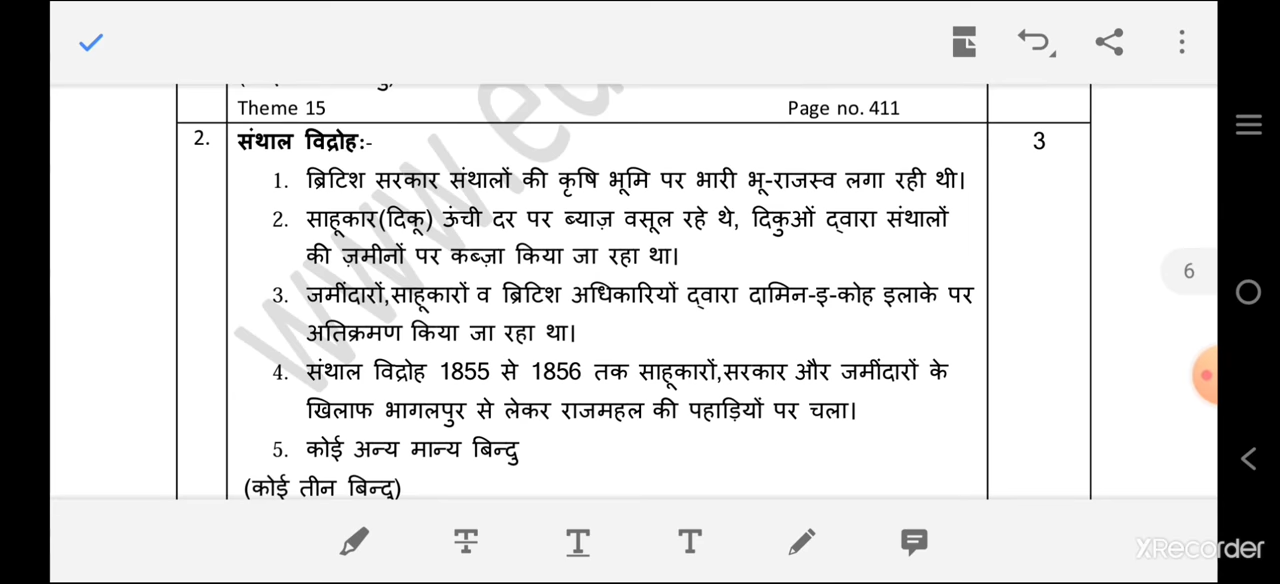 Theme 15 Page no. 411
2. संथाल विद्रोहः- 3
1. ब्रिटिश सरकार संथालों की कृषि भूमि पर भारी भू-राजस्व लगा रही थी।
2. साहूकार(दिकू) ऊंची दर पर ब्याज़ वसूल रहे थे, दिकुओं द्वारा संथालों
की ज़मीनों पर कब्ज़ा किया जा रहा था।
3. जमींदारों,साहूकारों व ब्रिटिश अधिकारियों द्वारा दामिन-इ-कोह इलाके पर
अतिक्रमण किया जा रहा था।
6
4. संथाल विद्रोह 1855 से 1856 तक साहूकारों,सरकार और जमींदारों के
खिलाफ भागलपुर से लेकर राजमहल की पहाड़ियों पर चला।
5. कोई अन्य मान्य बिन्दु
(कोई तीन बिन्दु)
T T T
XRecorder
www.ed